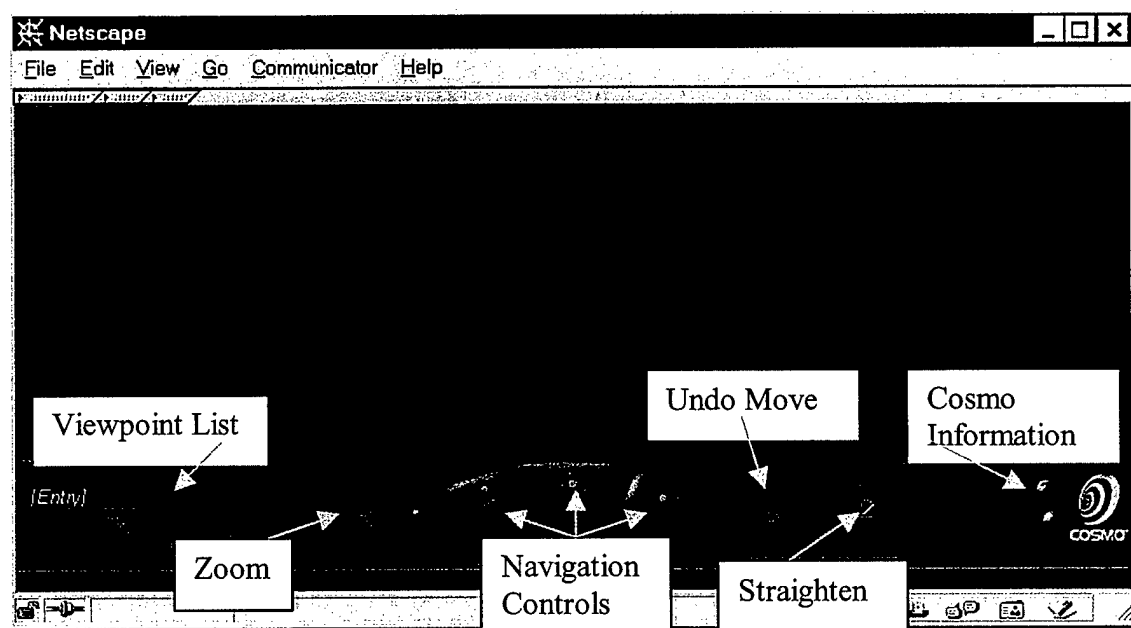 Netscape
File Edit View Go Communicator Help
Viewpoint List
Undo Move
Cosmo
Information
[Entry]
COSMO
Zoom
Navigation
Controls
Straighten